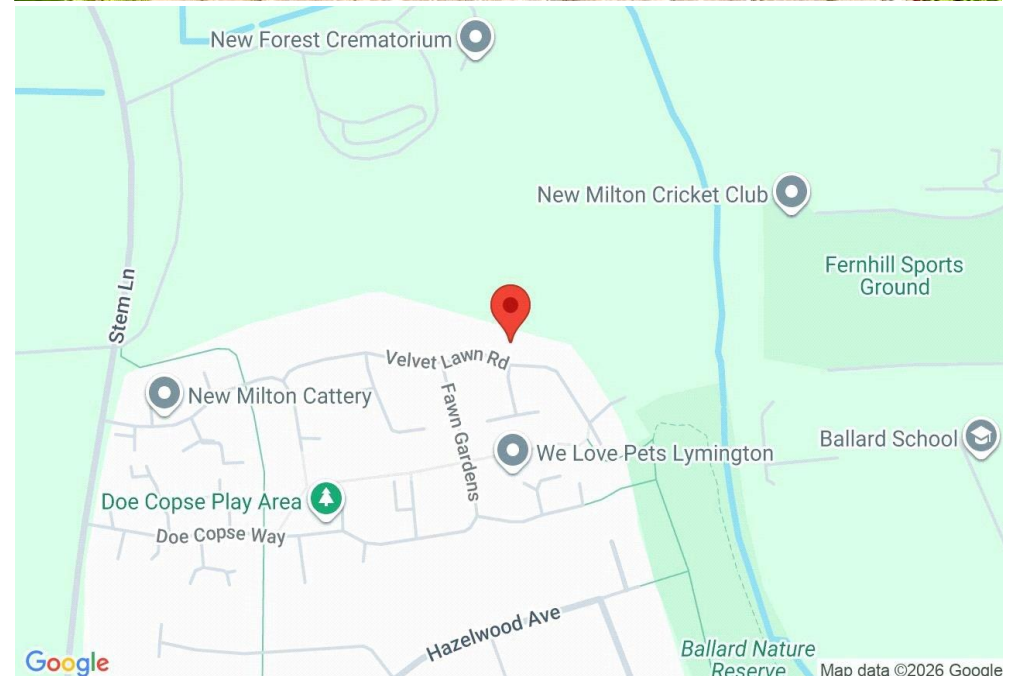 New Forest Crematorium
New Milton Cricket Club
Fernhill Sports
Ground
Stem Ln
Velvet Lawn Rd
New Milton Cattery
Fawn Gardens
Ballard School
We Love Pets Lymington
Doe Copse Play Area
Doe Copse Way
Hazelwood Ave
Ballard Nature
Reserve
Google
Map data ©2026 Google